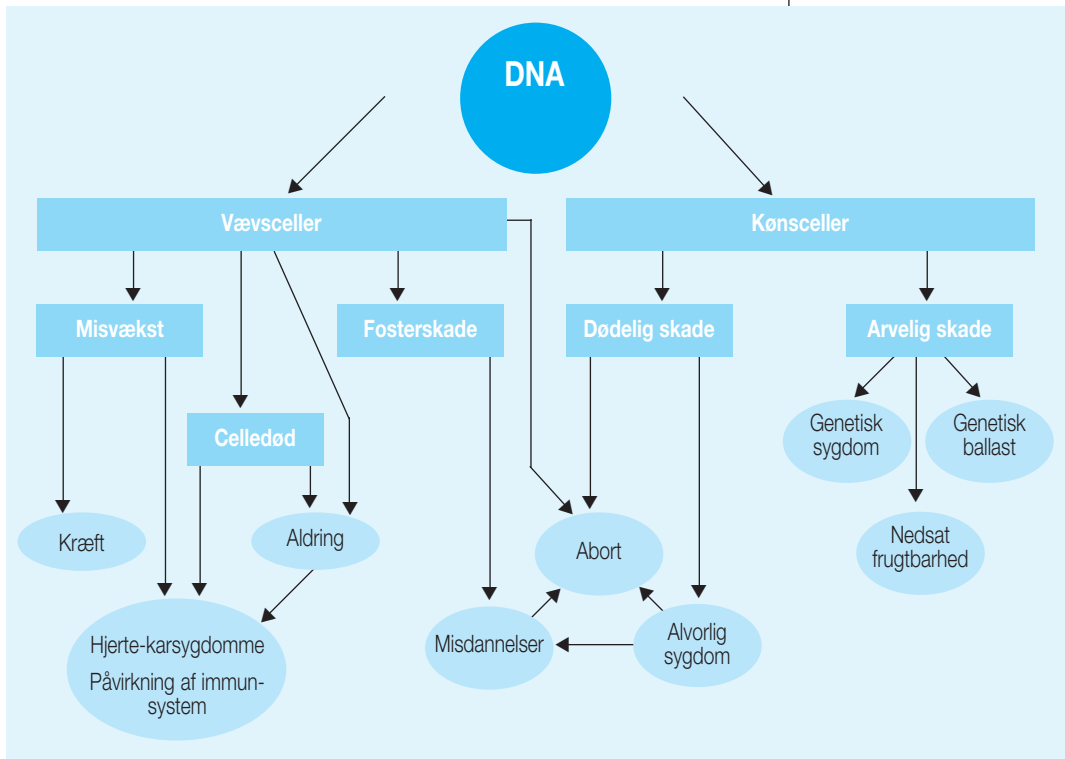 DNA
Vævsceller
Kønsceller
Misvækst
Fosterskade
Dødelig skade
Arvelig skade
Celledød
Genetisk
sygdom
Genetisk
ballast
Kræft
Aldring
Abort
Nedsat
frugtbarhed
Hjerte-karsygdomme
Påvirkning af immun-
system
Misdannelser
Alvorlig
sygdom